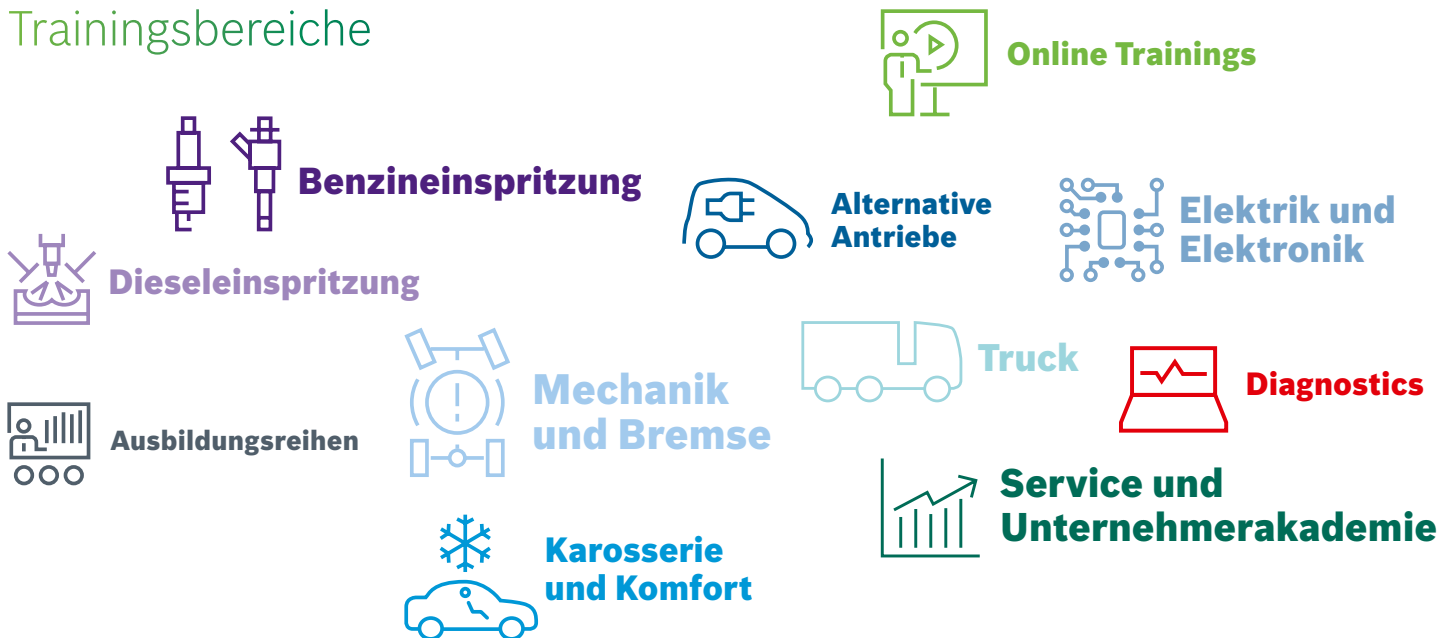 Trainingsbereiche
Online Trainings
Benzineinspritzung
Alternative
Antriebe
Elektrik und
Elektronik
Dieseleinspritzung
Truck
Mechanik
und Bremse
Diagnostics
Ausbildungsreihen
Service und
Unternehmerakademie
Karosserie
und Komfort